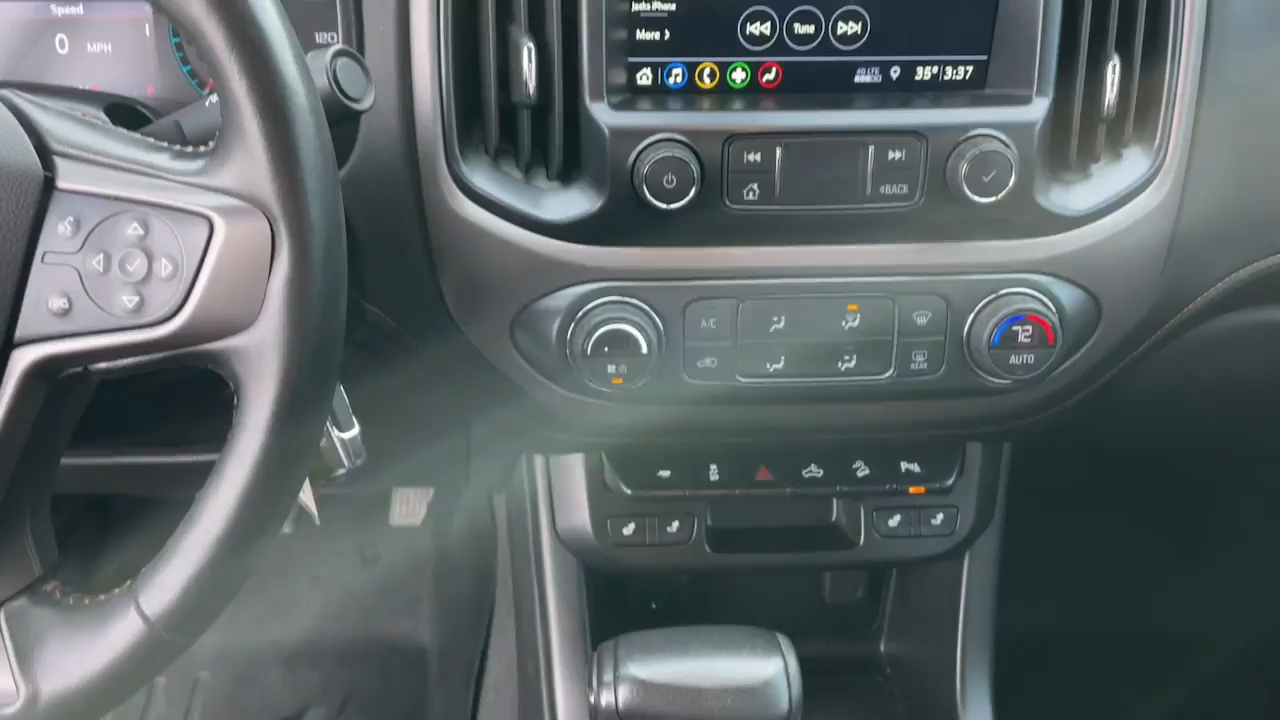 Speed
0 MPH
120
Jacks iPhone
More
Tune
4G LTE
35° 3:37
BACK
A/C
REAR
72
AUTO